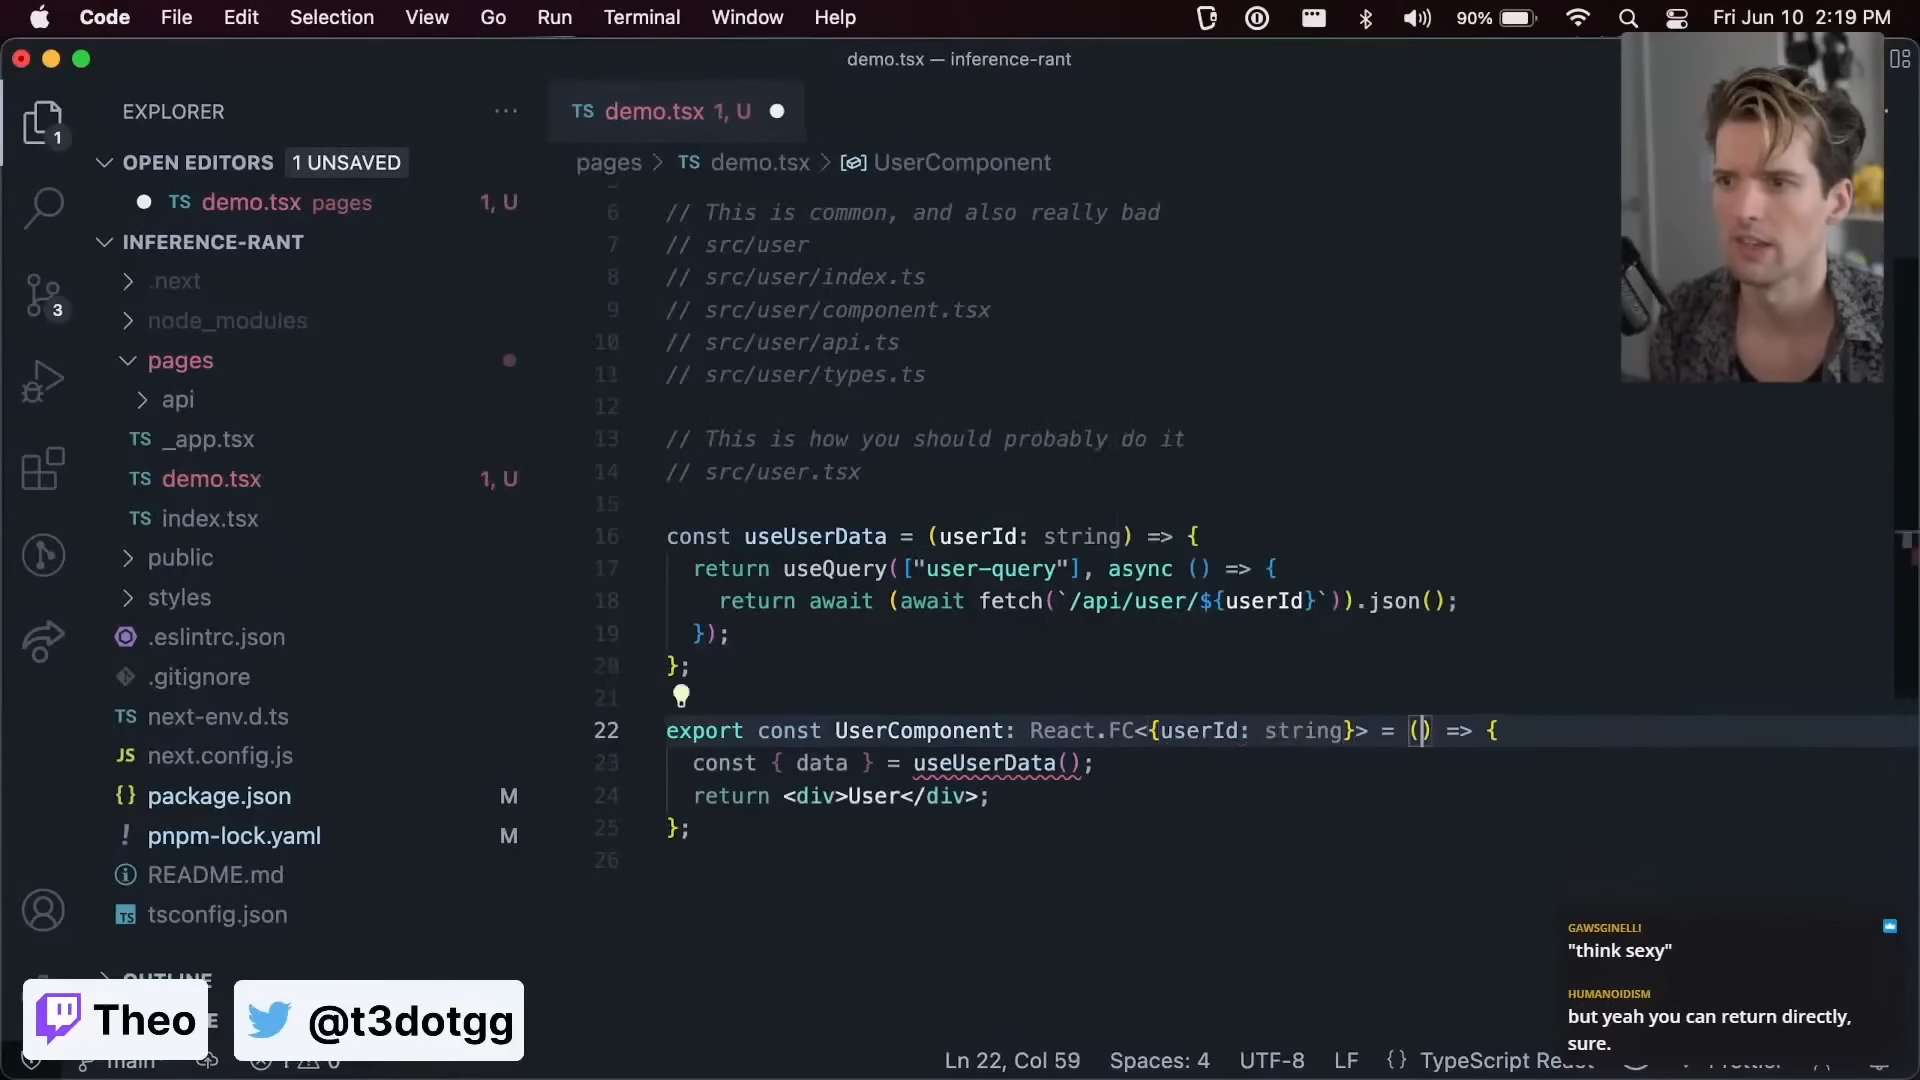 Code File Edit Selection View Go Run Terminal Window Help 90% Fri Jun 10 2:19 PM
demo.tsx — inference-rant
EXPLORER
TS demo.tsx 1, U
OPEN EDITORS 1 UNSAVED
TS demo.tsx pages 1, U
INFERENCE-RANT
.next
node_modules
pages
api
TS _app.tsx
TS demo.tsx 1, U
TS index.tsx
public
styles
.eslintrc.json
.gitignore
TS next-env.d.ts
JS next.config.js
{} package.json M
! pnpm-lock.yaml M
README.md
TS tsconfig.json
OUTLINE
1
3
pages > TS demo.tsx > UserComponent
6 // This is common, and also really bad
7 // src/user
8 // src/user/index.ts
9 // src/user/component.tsx
10 // src/user/api.ts
11 // src/user/types.ts
12
13 // This is how you should probably do it
14 // src/user.tsx
15
16 const useUserData = (userId: string) => {
17 return useQuery(["user-query"], async () => {
18 return await (await fetch(`/api/user/${userId}`)).json();
19 });
20 };
21
22 export const UserComponent: React.FC<{userId: string}> = () => {
23 const { data } = useUserData();
24 return <div>User</div>;
25 };
26
Theo
@t3dotgg
GAWSGINELLI
"think sexy"
HUMANOIDISM
but yeah you can return directly,
sure.
main Ln 22, Col 59 Spaces: 4 UTF-8 LF {} TypeScript